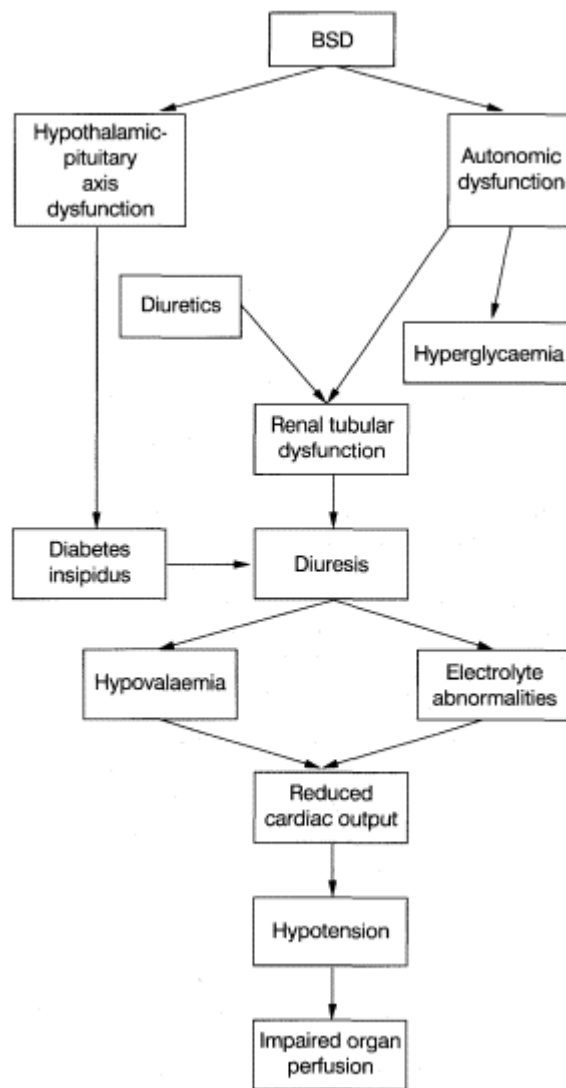 BSD
Hypothalamic-
pituitary
axis
dysfunction
Autonomic
dysfunction
Diuretics
Hyperglycaemia
Renal tubular
dysfunction
Diabetes
insipidus
Diuresis
Hypovalaemia
Electrolyte
abnormalities
Reduced
cardiac output
Hypotension
Impaired organ
perfusion